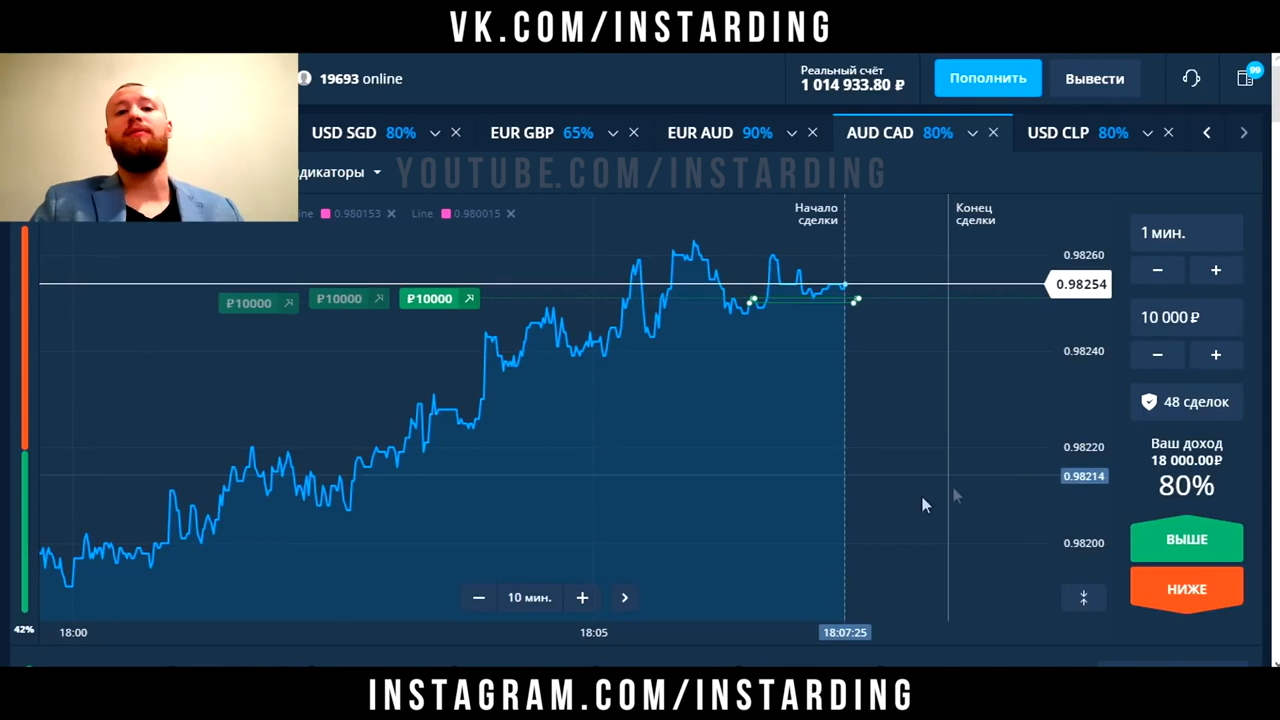 VK.COM/INSTARDING
19693 online
Реальный счёт
1 014 933.80 ₽
Пополнить
Вывести
99
USD SGD 80%
EUR GBP 65%
EUR AUD 90%
AUD CAD 80%
USD CLP 80%
дикаторы
YOUTUBE.COM/INSTARDING
ine 0.980153
Line 0.980015
Начало
сделки
Конец
сделки
1 мин.
0.98260
0.98254
₽10000
₽10000
₽10000
10 000 ₽
0.98240
48 сделок
0.98220
Ваш доход
18 000.00₽
0.98214
80%
ВЫШЕ
0.98200
НИЖЕ
10 мин.
42%
18:00
18:05
18:07:25
INSTAGRAM.COM/INSTARDING